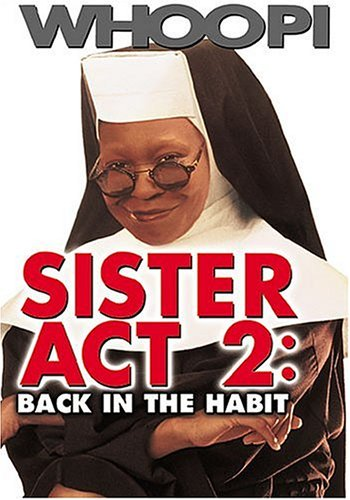 WHOOPI
SISTER
ACT 2:
BACK IN THE HABIT